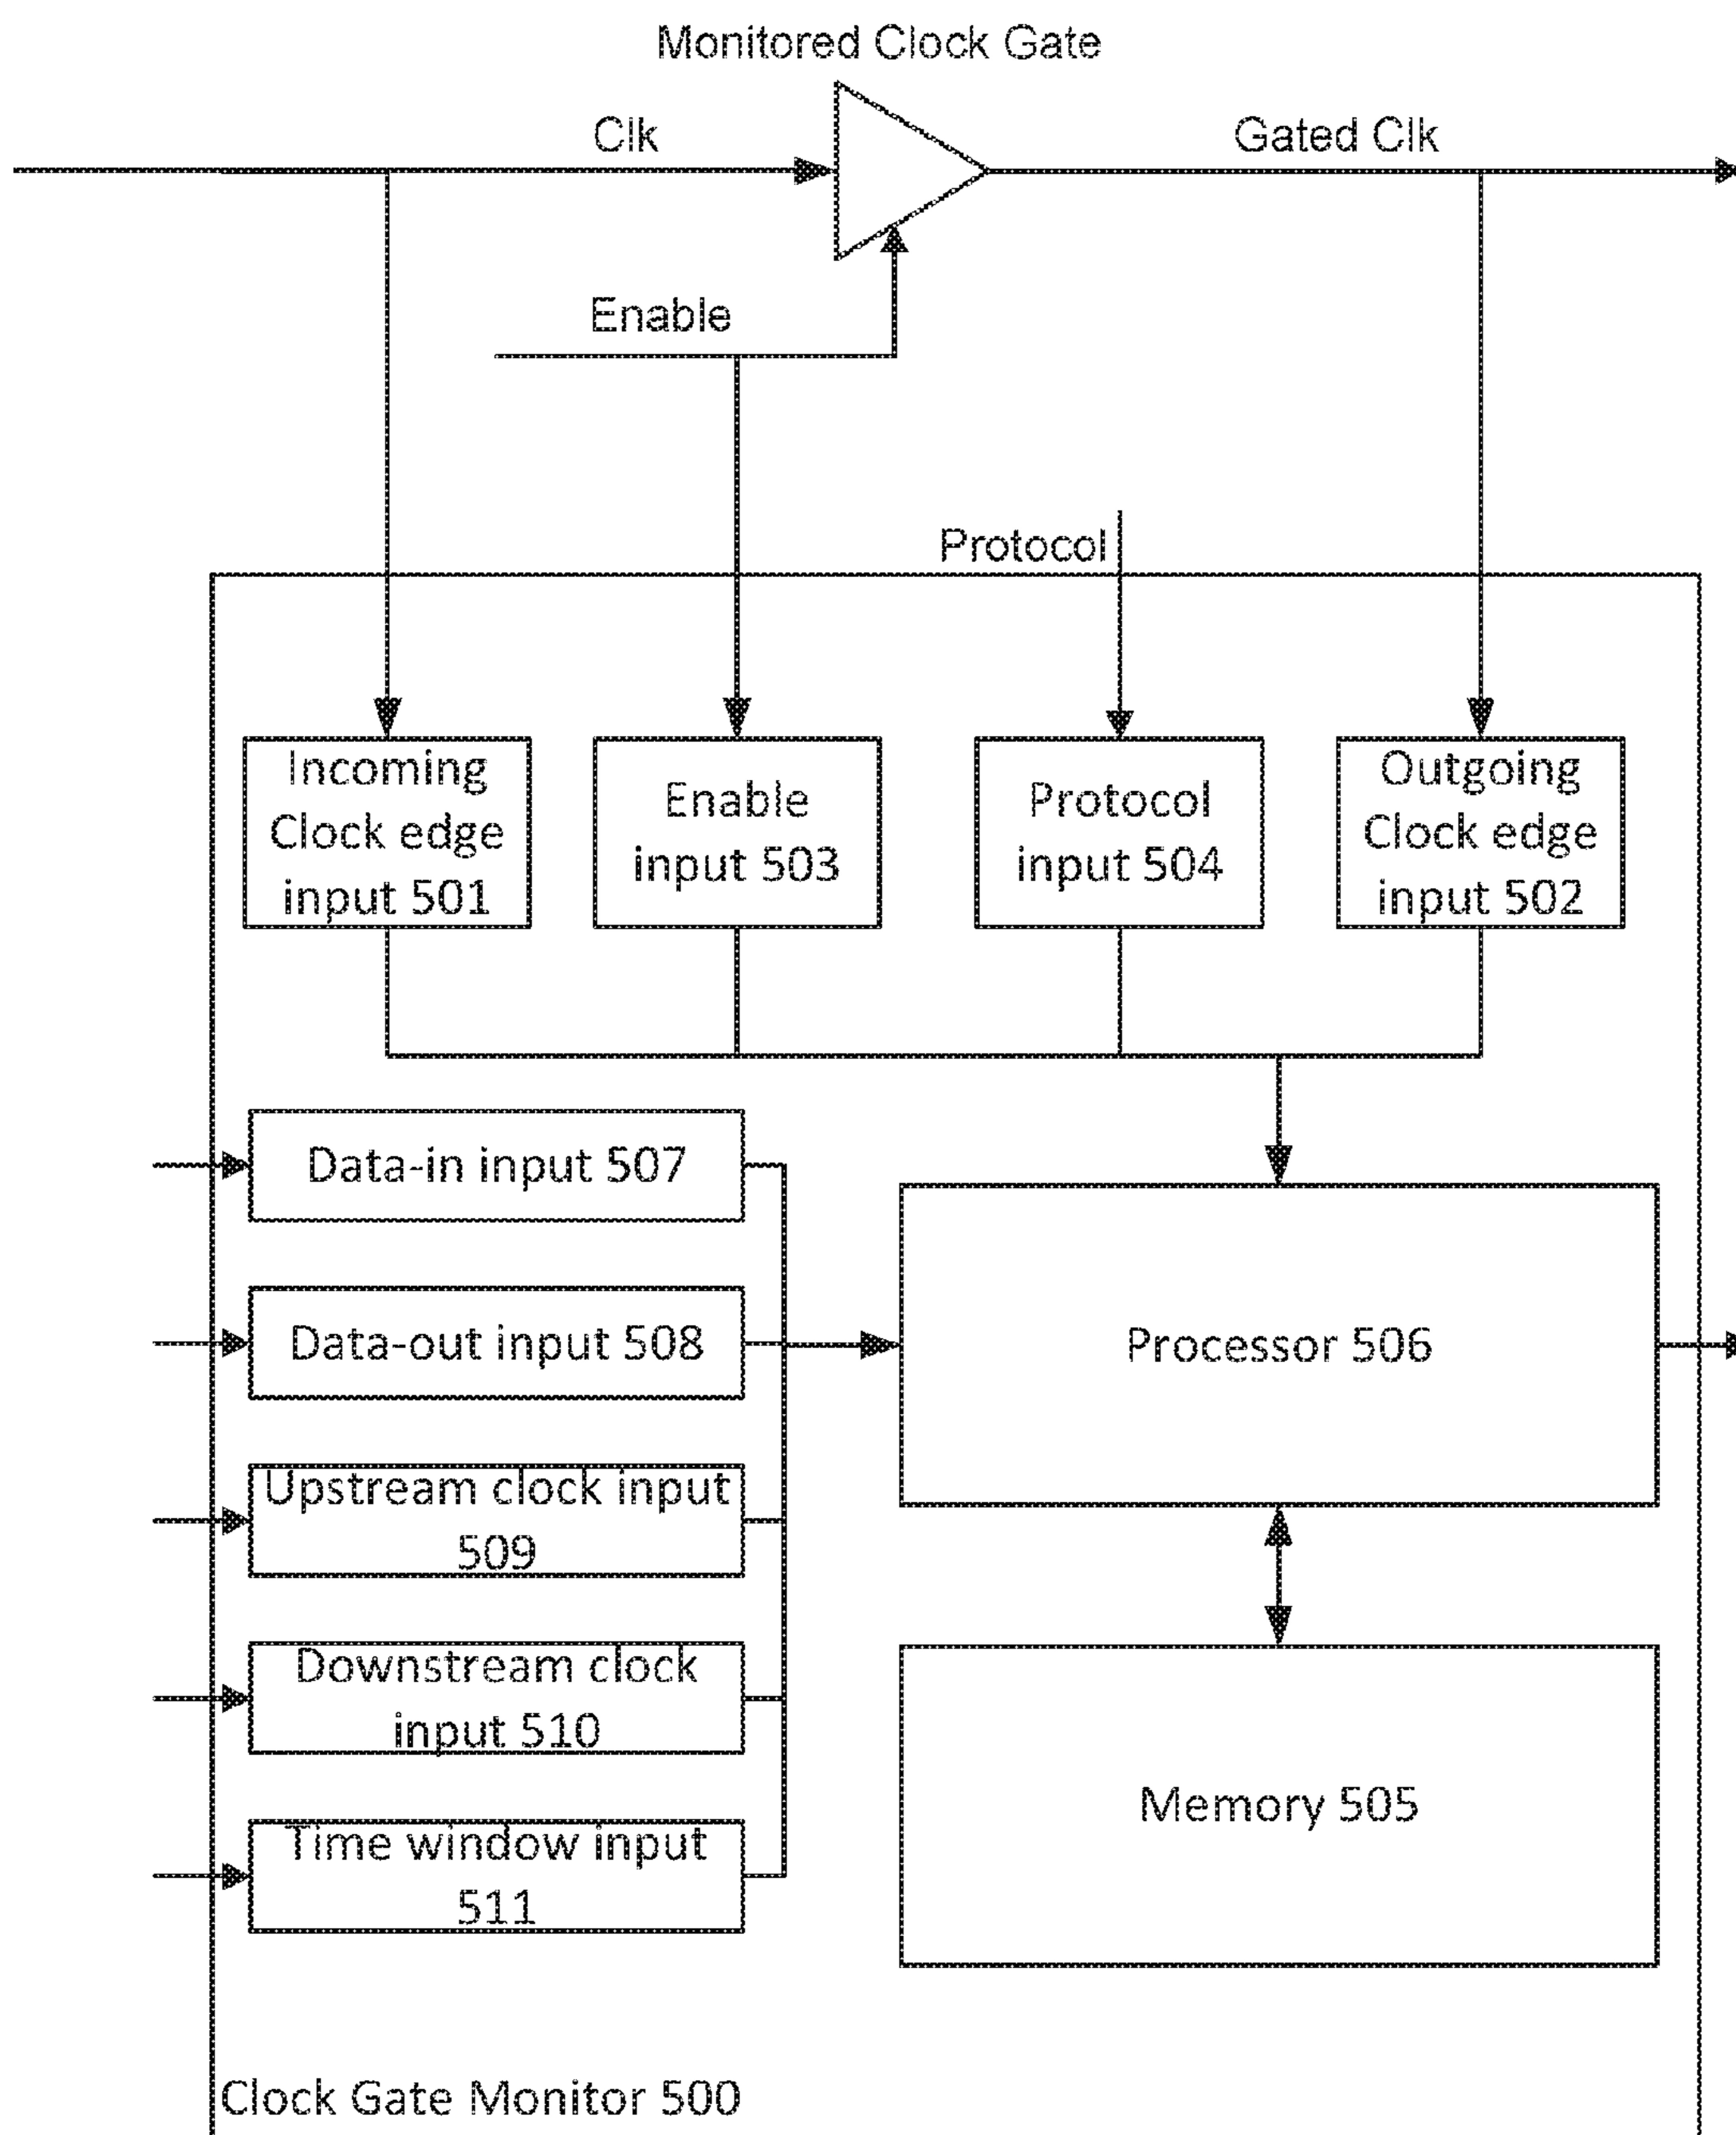 Monitored Clock Gate
Clk
Gated Clk
Enable
Protocol
Incoming
Clock edge
input 501
Enable
input 503
Protocol
input 504
Outgoing
Clock edge
input 502
Data-in input 507
Data-out input 508
Upstream clock input
509
Downstream clock
input 510
Time window input
511
Processor 506
Memory 505
Clock Gate Monitor 500